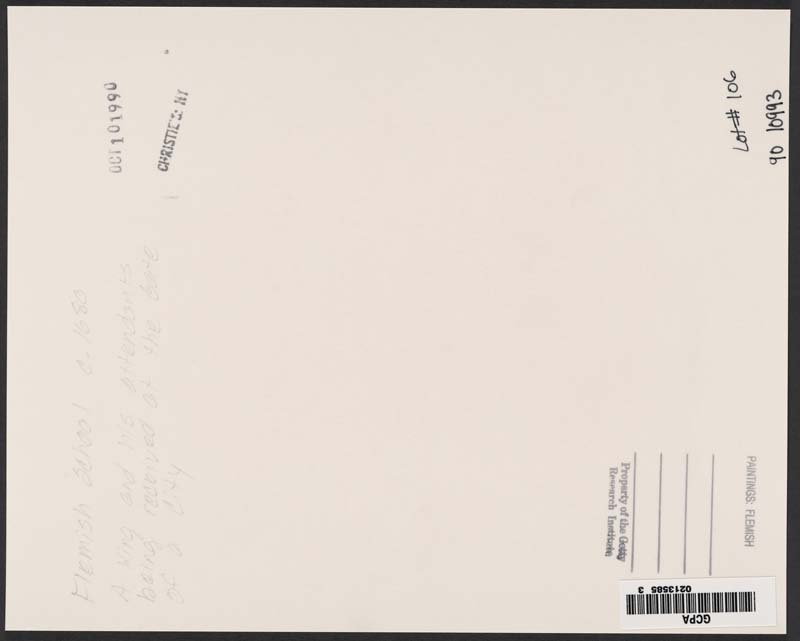 OCT 10 1990
CHRISTIE'S NY
Flemish School c. 1680
A king and his attendants
being received at the Gate
of a City
Lot# 106
90 10993
PAINTINGS: FLEMISH
Property of the Getty
Research Institute
GCPA
0213585 3